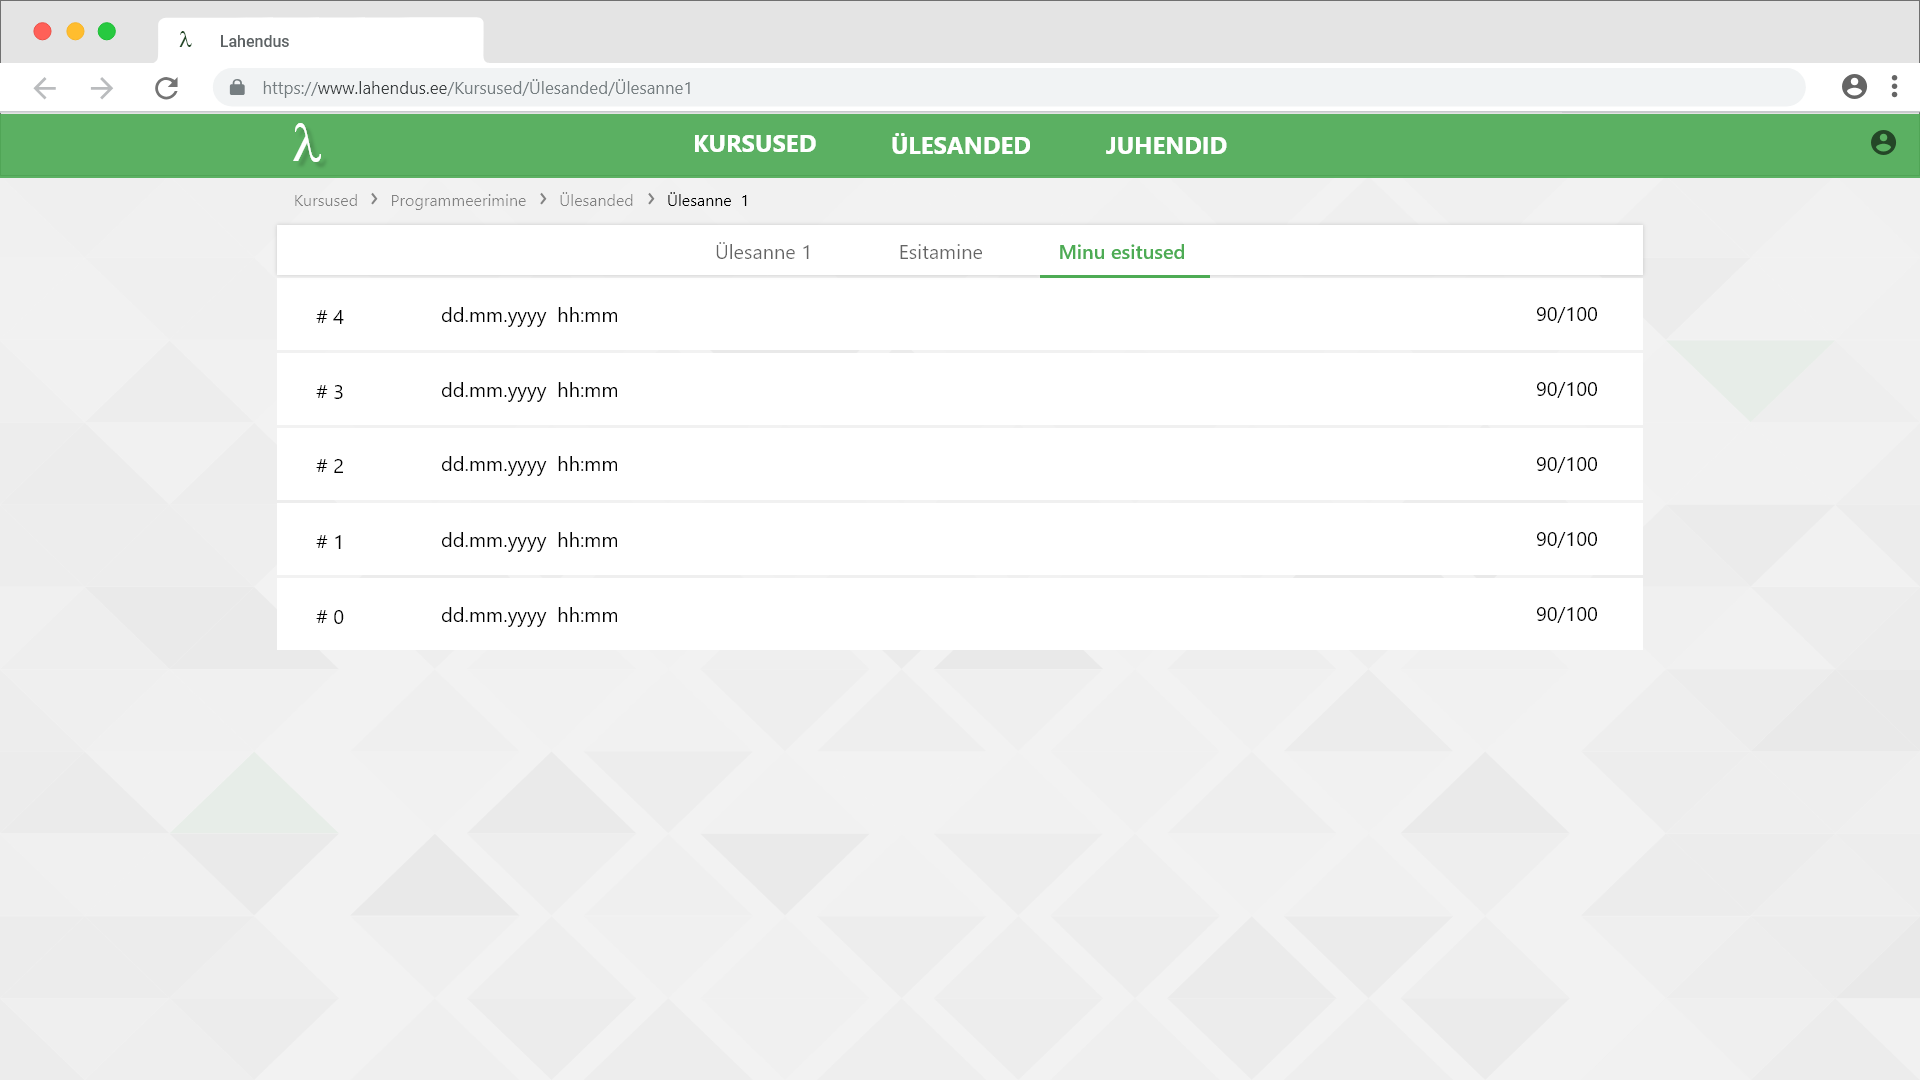 λ Lahendus
https://www.lahendus.ee/Kursused/Ülesanded/Ülesanne1
λ KURSUSED ÜLESANDED JUHENDID
Kursused > Programmeerimine > Ülesanded > Ülesanne 1
Ülesanne 1 Esitamine Minu esitused
# 4 dd.mm.yyyy hh:mm 90/100
# 3 dd.mm.yyyy hh:mm 90/100
# 2 dd.mm.yyyy hh:mm 90/100
# 1 dd.mm.yyyy hh:mm 90/100
# 0 dd.mm.yyyy hh:mm 90/100